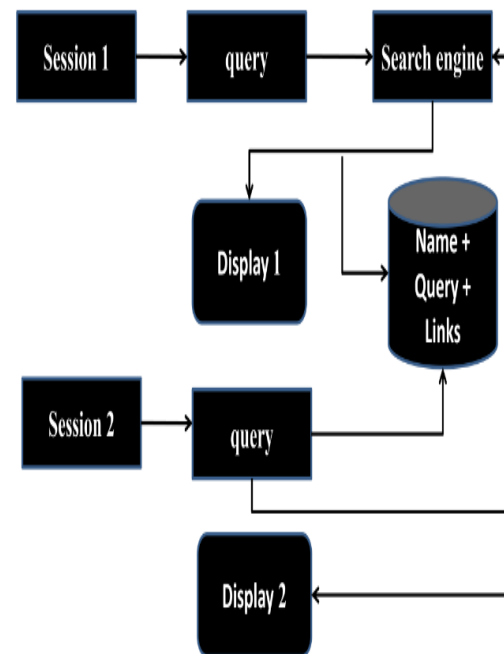 Session 1
query
Search engine
Display 1
Name +
Query +
Links
Session 2
query
Display 2